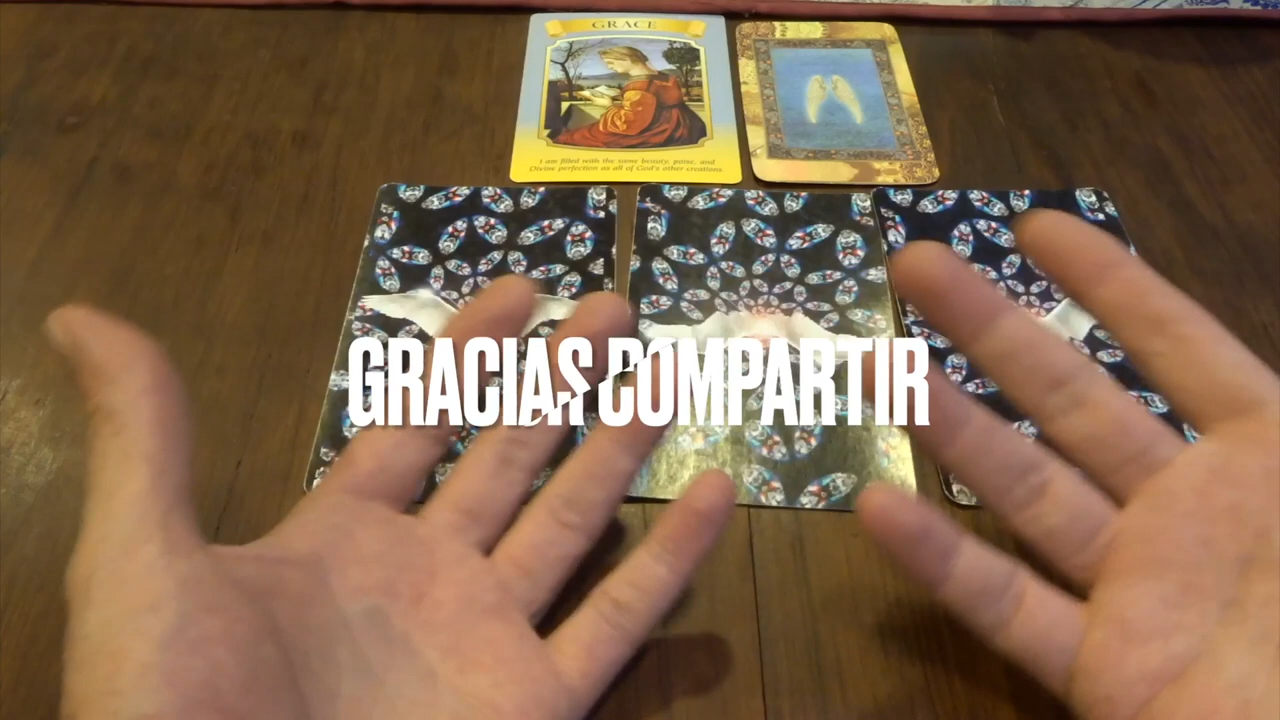 GRACE
I am filled with the same beauty, poise, and
Divine perfection as all of God's other creations.
GRACIAS COMPARTIR